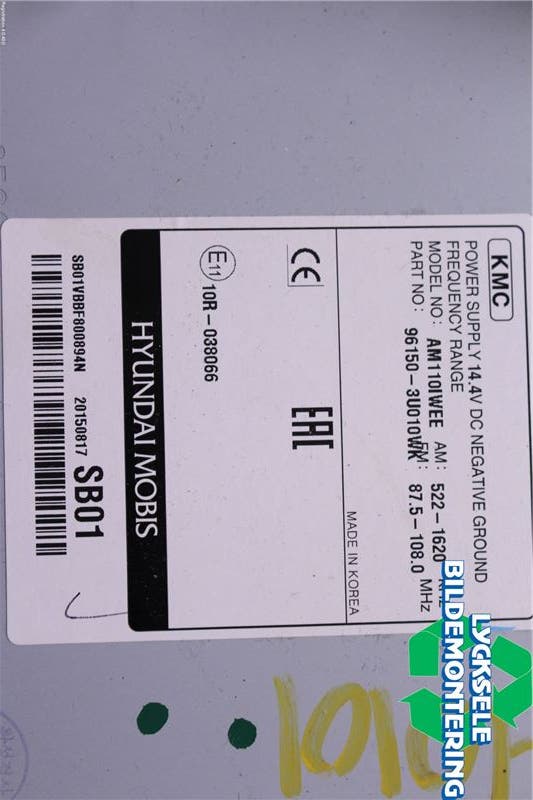 KMC
POWER SUPPLY 14.4V DC NEGATIVE GROUND
FREQUENCY RANGE AM: 522-1620 KHz
FM: 87.5-108.0 MHz
MODEL NO: AM110IWEE
PART NO: 96150-3U010WK
MADE IN KOREA
CE
EAC
E11 10R-038066
HYUNDAI MOBIS
SB01
20150817
SB01VBBF800894N
LYCKSELE
BILDEMONTERING